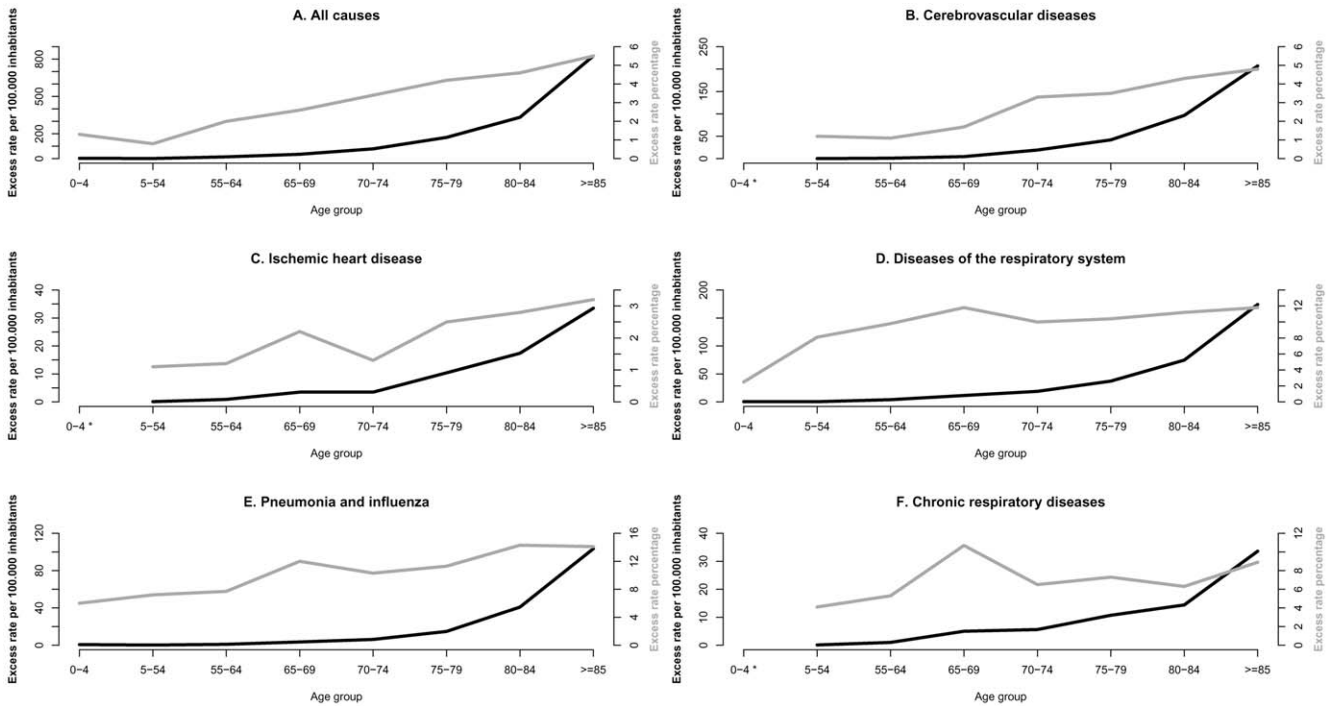 A. All causes
Excess rate per 100.000 inhabitants
0 200 500 800
0 1 2 3 4 5 6
Excess rate percentage
0−4 5−54 55−64 65−69 70−74 75−79 80−84 >=85
Age group
B. Cerebrovascular diseases
Excess rate per 100.000 inhabitants
0 50 150 250
0 1 2 3 4 5 6
Excess rate percentage
0−4 * 5−54 55−64 65−69 70−74 75−79 80−84 >=85
Age group
C. Ischemic heart disease
Excess rate per 100.000 inhabitants
0 10 20 30 40
0 1 2 3
Excess rate percentage
0−4 * 5−54 55−64 65−69 70−74 75−79 80−84 >=85
Age group
D. Diseases of the respiratory system
Excess rate per 100.000 inhabitants
0 50 100 200
0 2 4 6 8 12
Excess rate percentage
0−4 5−54 55−64 65−69 70−74 75−79 80−84 >=85
Age group
E. Pneumonia and influenza
Excess rate per 100.000 inhabitants
0 40 80 120
0 4 8 12 16
Excess rate percentage
0−4 5−54 55−64 65−69 70−74 75−79 80−84 >=85
Age group
F. Chronic respiratory diseases
Excess rate per 100.000 inhabitants
0 10 20 30 40
0 2 4 6 8 12
Excess rate percentage
0−4 * 5−54 55−64 65−69 70−74 75−79 80−84 >=85
Age group